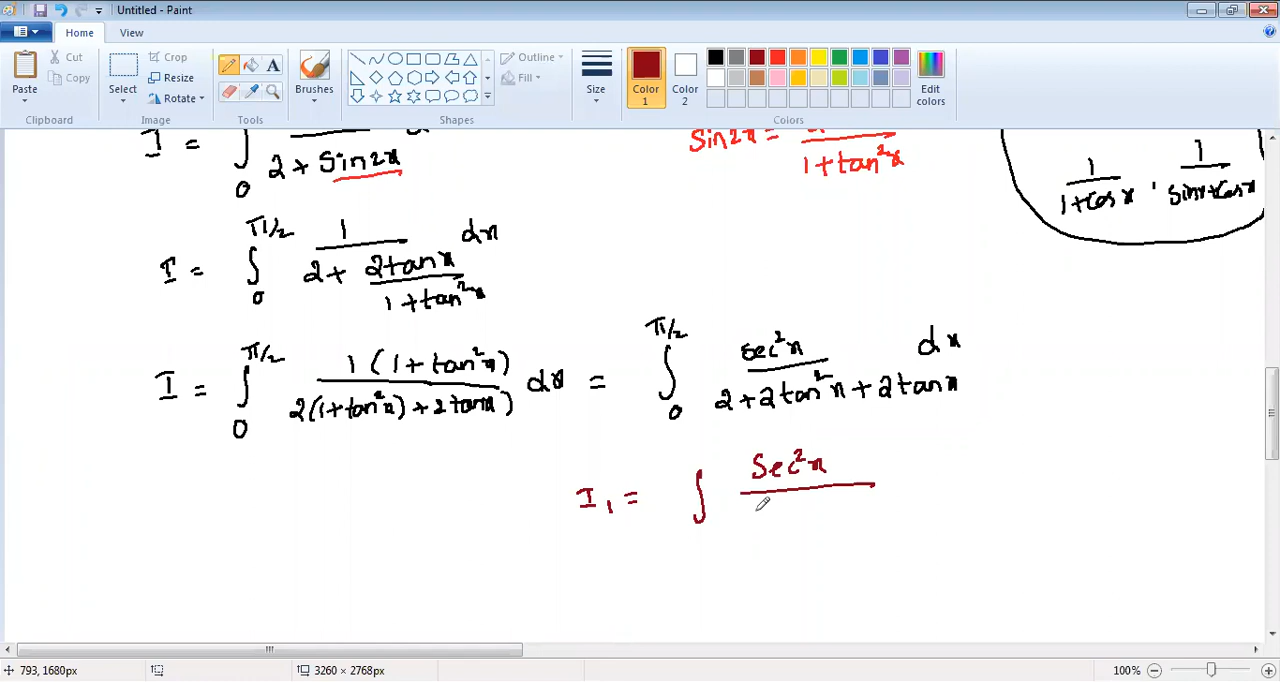 Untitled - Paint
Home View
Paste
Cut
Copy
Clipboard
Select
Crop
Resize
Rotate
Image
A
Tools
Brushes
Outline
Fill
Shapes
Size
Color 1
Color 2
Edit colors
Colors
I = ∫₀ 1/(2 + Sin2x)
Sin2x = /(1+tan²x)
1/(1+Cosx) , 1/(Sinx+Cosx)
I = ∫₀^(π/2) 1/(2 + 2tanx/(1+tan²x)) dx
I = ∫₀^(π/2) 1(1+tan²x)/(2(1+tan²x)+2tanx) dx = ∫₀^(π/2) sec²x/(2+2tan²x+2tanx) dx
I₁ = ∫ Sec²x
793, 1680px
3260 × 2768px
100%